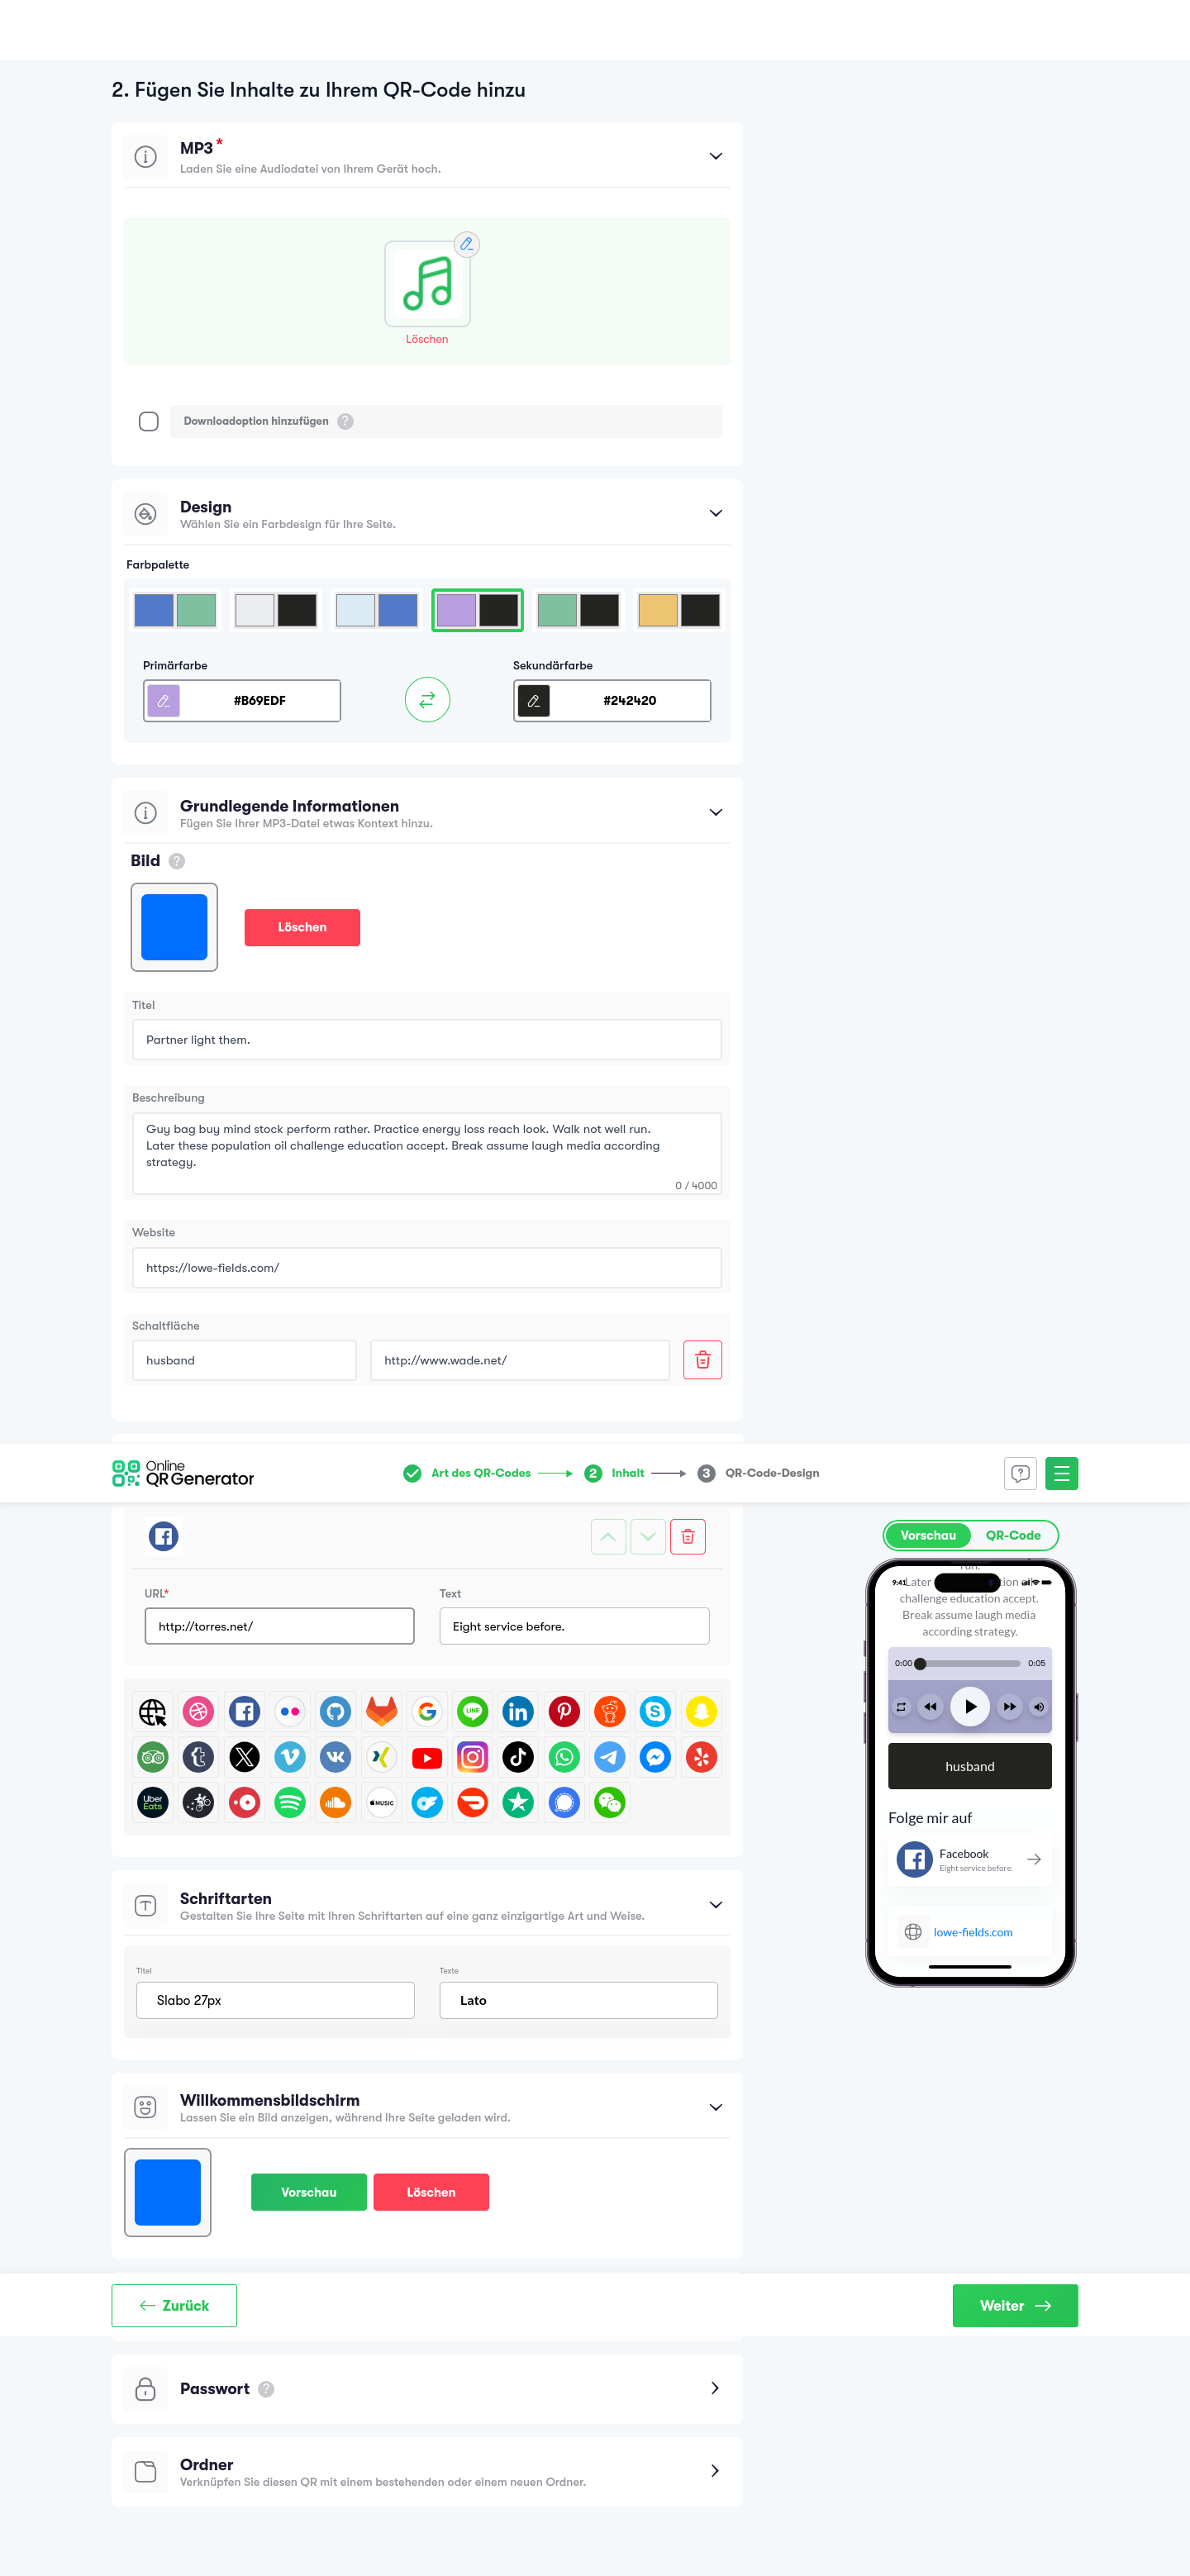 2. Fügen Sie Inhalte zu Ihrem QR-Code hinzu
MP3 *
Laden Sie eine Audiodatei von Ihrem Gerät hoch.
Löschen
Downloadoption hinzufügen ?
Design
Wählen Sie ein Farbdesign für Ihre Seite.
Farbpalette
Primärfarbe
Sekundärfarbe
#B69EDF
#242420
Grundlegende Informationen
Fügen Sie Ihrer MP3-Datei etwas Kontext hinzu.
Bild ?
Löschen
Titel
Partner light them.
Beschreibung
Guy bag buy mind stock perform rather. Practice energy loss reach look. Walk not well run.
Later these population oil challenge education accept. Break assume laugh media according
strategy.
0 / 4000
Website
https://lowe-fields.com/
Schaltfläche
husband
http://www.wade.net/
Online
QR Generator
Art des QR-Codes
2 Inhalt
3 QR-Code-Design
URL*
Text
http://torres.net/
Eight service before.
LINE
Uber
Eats
MUSIC
Schriftarten
Gestalten Sie Ihre Seite mit Ihren Schriftarten auf eine ganz einzigartige Art und Weise.
Titel
Texte
Slabo 27px
Lato
Willkommensbildschirm
Lassen Sie ein Bild anzeigen, während Ihre Seite geladen wird.
Vorschau
Löschen
Vorschau
QR-Code
9:41
Later
challenge education accept.
Break assume laugh media
according strategy.
0:00
0:05
husband
Folge mir auf
Facebook
Eight service before.
lowe-fields.com
Zurück
Weiter
Passwort ?
Ordner
Verknüpfen Sie diesen QR mit einem bestehenden oder einem neuen Ordner.